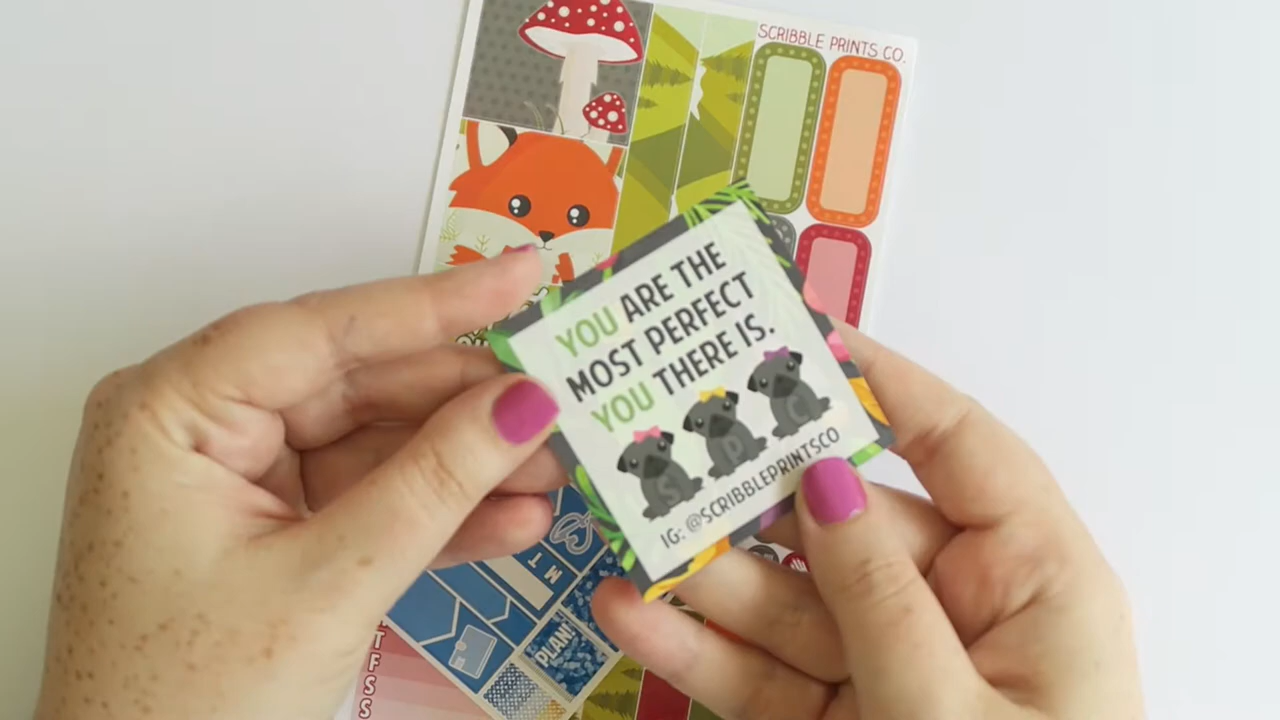 SCRIBBLE PRINTS CO.
YOU ARE THE
MOST PERFECT
YOU THERE IS.
S P C
IG: @SCRIBBLEPRINTSCO
PLAN!
T
F
S
S